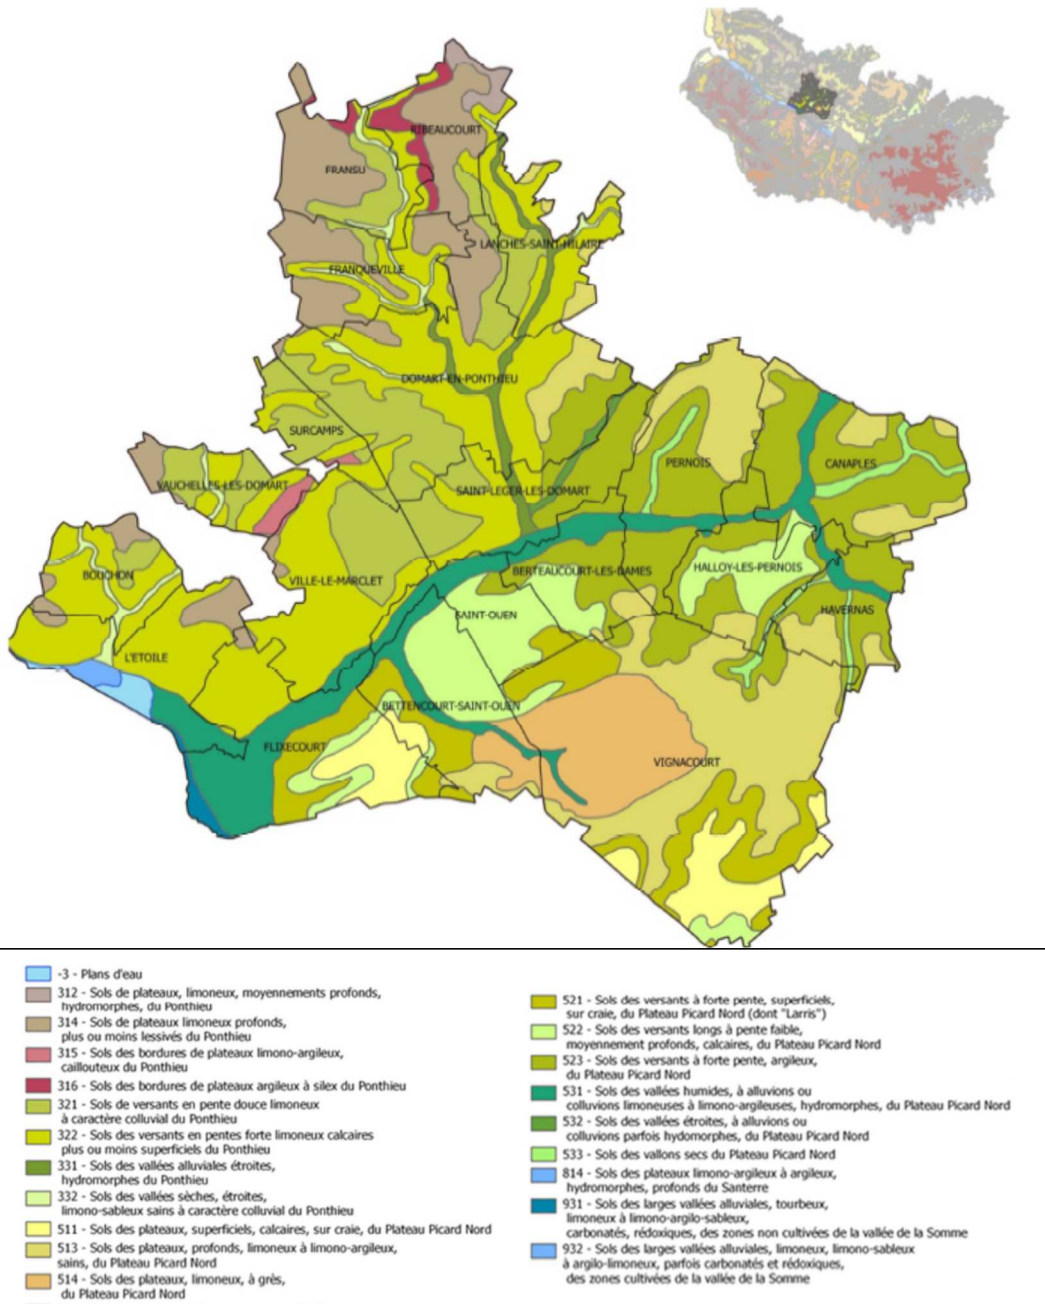 RIBEAUCOURT
FRANSU
LANCHES-SAINT-HILAIRE
FRANQUEVILLE
DOMART-EN-PONTHIEU
SURCAMPS
PERNOIS
CANAPLES
VAUCHELLES-LES-DOMART
SAINT-LEGER-LES-DOMART
BERTEAUCOURT-LES-DAMES
HALLOY-LES-PERNOIS
BOUCHON
VILLE-LE-MARCLET
SAINT-OUEN
HAVERNAS
L'ETOILE
BETTENCOURT-SAINT-OUEN
FLIXECOURT
VIGNACOURT
-3 - Plans d'eau
312 - Sols de plateaux, limoneux, moyennements profonds,
hydromorphes, du Ponthieu
314 - Sols de plateaux limoneux profonds,
plus ou moins lessivés du Ponthieu
315 - Sols des bordures de plateaux limono-argileux,
caillouteux du Ponthieu
316 - Sols des bordures de plateaux argileux à silex du Ponthieu
321 - Sols de versants en pente douce limoneux
à caractère colluvial du Ponthieu
322 - Sols des versants en pentes forte limoneux calcaires
plus ou moins superficiels du Ponthieu
331 - Sols des vallées alluviales étroites,
hydromorphes du Ponthieu
332 - Sols des vallées sèches, étroites,
limono-sableux sains à caractère colluvial du Ponthieu
511 - Sols des plateaux, superficiels, calcaires, sur craie, du Plateau Picard Nord
513 - Sols des plateaux, profonds, limoneux à limono-argileux,
sains, du Plateau Picard Nord
514 - Sols des plateaux, limoneux, à grès,
du Plateau Picard Nord
521 - Sols des versants à forte pente, superficiels,
sur craie, du Plateau Picard Nord (dont "Larris")
522 - Sols des versants longs à pente faible,
moyennement profonds, calcaires, du Plateau Picard Nord
523 - Sols des versants à forte pente, argileux,
du Plateau Picard Nord
531 - Sols des vallées humides, à alluvions ou
colluvions limoneuses à limono-argileuses, hydromorphes, du Plateau Picard Nord
532 - Sols des vallées étroites, à alluvions ou
colluvions parfois hydomorphes, du Plateau Picard Nord
533 - Sols des vallons secs du Plateau Picard Nord
814 - Sols des plateaux limono-argileux à argileux,
hydromorphes, profonds du Santerre
931 - Sols des larges vallées alluviales, tourbeux,
limoneux à limono-argilo-sableux,
carbonatés, rédoxiques, des zones non cultivées de la vallée de la Somme
932 - Sols des larges vallées alluviales, limoneux, limono-sableux
à argilo-limoneux, parfois carbonatés et rédoxiques,
des zones cultivées de la vallée de la Somme